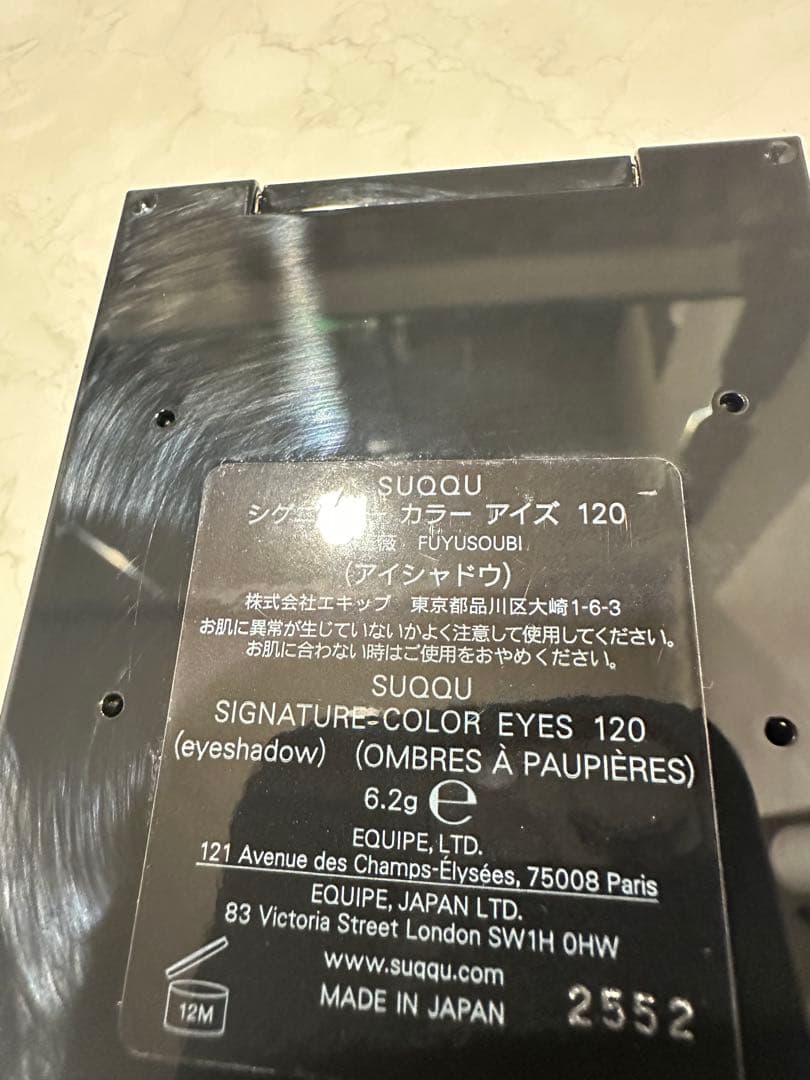 SUQQU
カラー アイズ 120
FUYUSOUBI
(アイシャドウ)
株式会社エキップ 東京都品川区大崎1-6-3
お肌に異常が生じていないかよく注意して使用してください。
お肌に合わない時はご使用をおやめください。
SUQQU
SIGNATURE COLOR EYES 120
(eyeshadow) (OMBRES À PAUPIÈRES)
6.2g ℮
EQUIPE, LTD.
121 Avenue des Champs-Élysées, 75008 Paris
EQUIPE, JAPAN LTD.
83 Victoria Street London SW1H 0HW
www.suqqu.com
12M
MADE IN JAPAN
2552